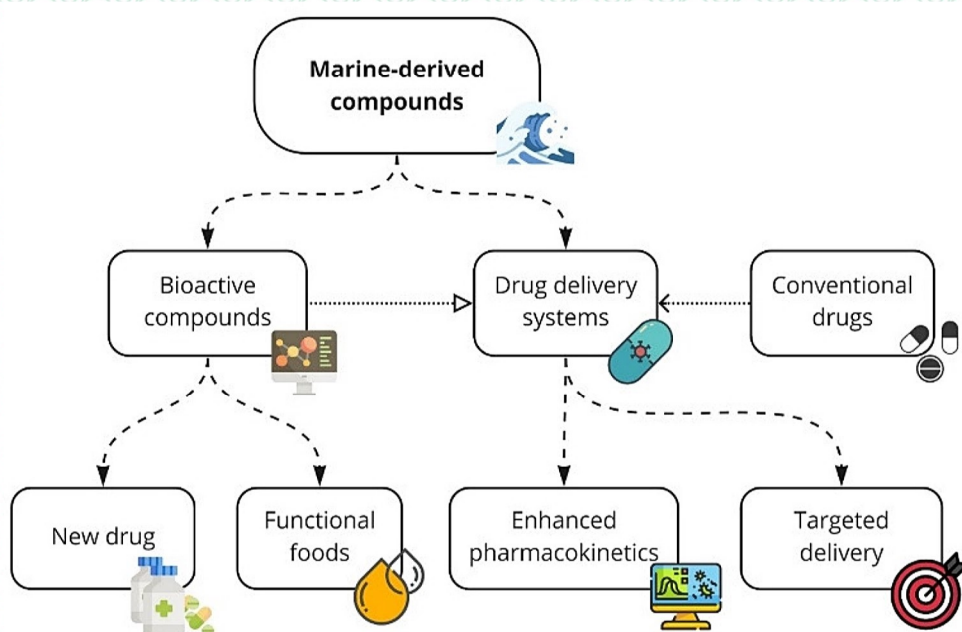 Marine-derived
compounds
Bioactive
compounds
Drug delivery
systems
Conventional
drugs
New drug
Functional
foods
Enhanced
pharmacokinetics
Targeted
delivery